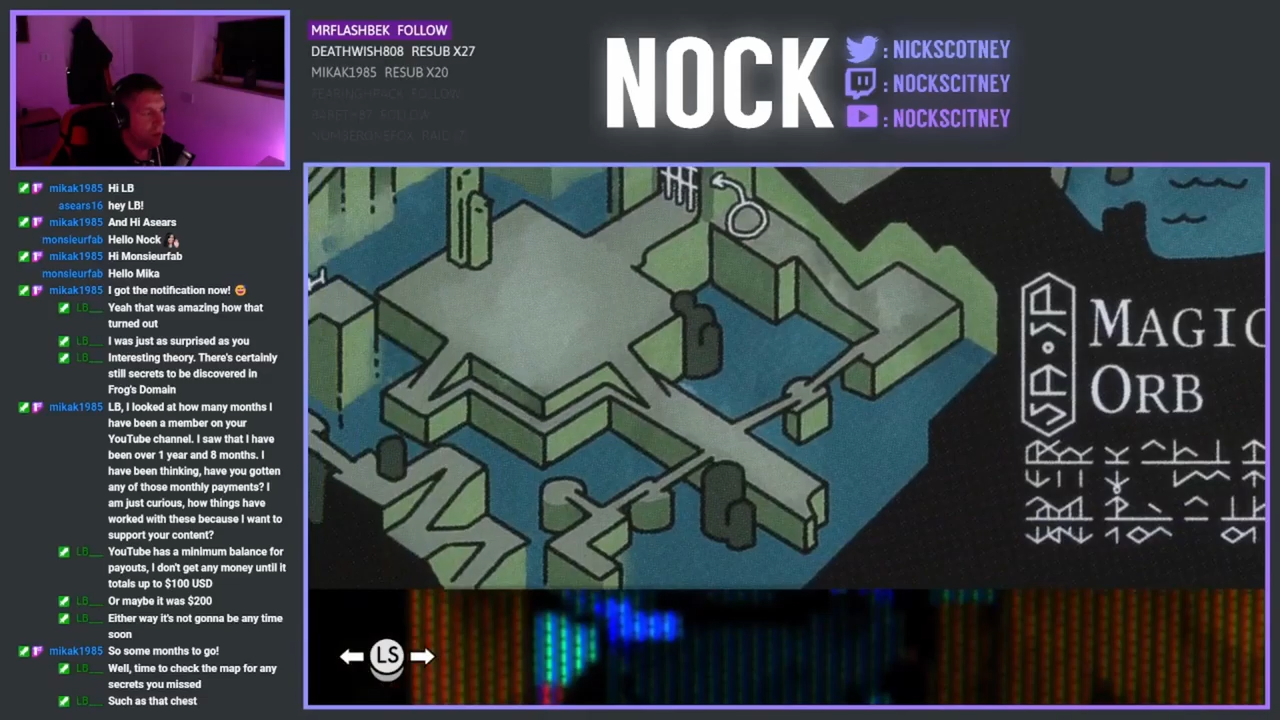 MRFLASHBEK FOLLOW
DEATHWISH808 RESUB X27
MIKAK1985 RESUB X20
NOCK
: NICKSCOTNEY
: NOCKSCITNEY
: NOCKSCITNEY
mikak1985 Hi LB
asears16 hey LB!
mikak1985 And Hi Asears
monsieurfab Hello Nock
mikak1985 Hi Monsieurfab
monsieurfab Hello Mika
mikak1985 I got the notification now!
LB__ Yeah that was amazing how that
turned out
LB__ I was just as surprised as you
LB__ Interesting theory. There's certainly
still secrets to be discovered in
Frog's Domain
mikak1985 LB, I looked at how many months I
have been a member on your
YouTube channel. I saw that I have
been over 1 year and 8 months. I
have been thinking, have you gotten
any of those monthly payments? I
am just curious, how things have
worked with these because I want to
support your content?
LB__ YouTube has a minimum balance for
payouts, I don't get any money until it
totals up to $100 USD
LB__ Or maybe it was $200
LB__ Either way it's not gonna be any time
soon
mikak1985 So some months to go!
LB__ Well, time to check the map for any
secrets you missed
LB__ Such as that chest
MAGIC
ORB
LS